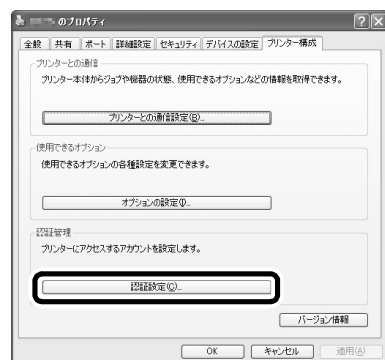 のプロパティ
全般 共有 ポート 詳細設定 セキュリティ デバイスの設定 プリンター構成
プリンターとの通信
プリンター本体からジョブや機器の状態、使用できるオプションなどの情報を取得できます。
プリンターとの通信設定(B)...
使用できるオプション
使用できるオプションの各種設定を変更できます。
オプションの設定(I)...
認証管理
プリンターにアクセスするアカウントを設定します。
認証設定(C)...
バージョン情報
OK キャンセル 適用(A)